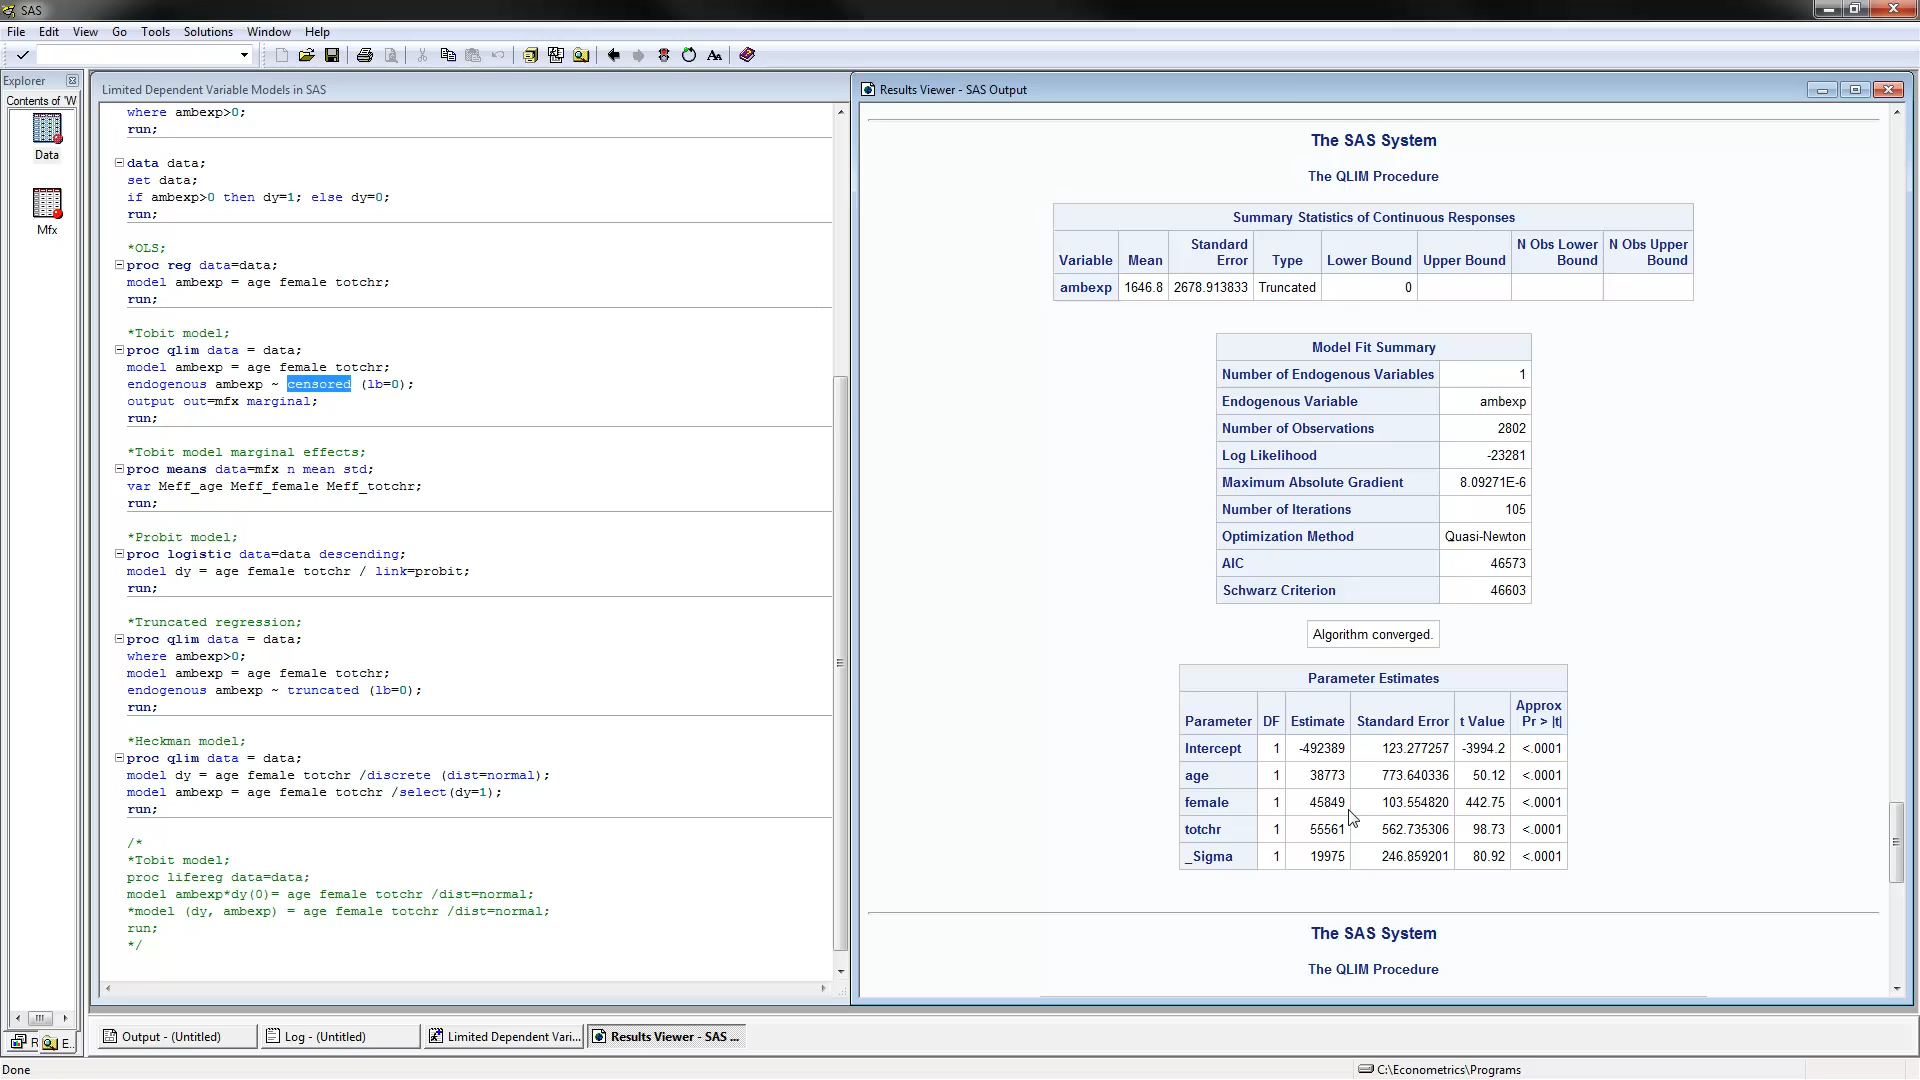 SAS
File Edit View Go Tools Solutions Window Help
Explorer
Contents of 'W
Data
Mfx
Limited Dependent Variable Models in SAS
where ambexp>0;
run;
data data;
set data;
if ambexp>0 then dy=1; else dy=0;
run;
*OLS;
proc reg data=data;
model ambexp = age female totchr;
run;
*Tobit model;
proc qlim data = data;
model ambexp = age female totchr;
endogenous ambexp ~ censored (lb=0);
output out=mfx marginal;
run;
*Tobit model marginal effects;
proc means data=mfx n mean std;
var Meff_age Meff_female Meff_totchr;
run;
*Probit model;
proc logistic data=data descending;
model dy = age female totchr / link=probit;
run;
*Truncated regression;
proc qlim data = data;
where ambexp>0;
model ambexp = age female totchr;
endogenous ambexp ~ truncated (lb=0);
run;
*Heckman model;
proc qlim data = data;
model dy = age female totchr /discrete (dist=normal);
model ambexp = age female totchr /select(dy=1);
run;
/*
*Tobit model;
proc lifereg data=data;
model ambexp*dy(0)= age female totchr /dist=normal;
*model (dy, ambexp) = age female totchr /dist=normal;
run;
*/
Results Viewer - SAS Output
The SAS System
The QLIM Procedure
Summary Statistics of Continuous Responses
Variable Mean Standard Error Type Lower Bound Upper Bound N Obs Lower Bound N Obs Upper Bound
ambexp 1646.8 2678.913833 Truncated 0
Model Fit Summary
Number of Endogenous Variables 1
Endogenous Variable ambexp
Number of Observations 2802
Log Likelihood -23281
Maximum Absolute Gradient 8.09271E-6
Number of Iterations 105
Optimization Method Quasi-Newton
AIC 46573
Schwarz Criterion 46603
Algorithm converged.
Parameter Estimates
Parameter DF Estimate Standard Error t Value Approx Pr > |t|
Intercept 1 -492389 123.277257 -3994.2 <.0001
age 1 38773 773.640336 50.12 <.0001
female 1 45849 103.554820 442.75 <.0001
totchr 1 55561 562.735306 98.73 <.0001
_Sigma 1 19975 246.859201 80.92 <.0001
The SAS System
The QLIM Procedure
R E..
Output - (Untitled) Log - (Untitled) Limited Dependent Vari... Results Viewer - SAS ...
Done C:\Econometrics\Programs